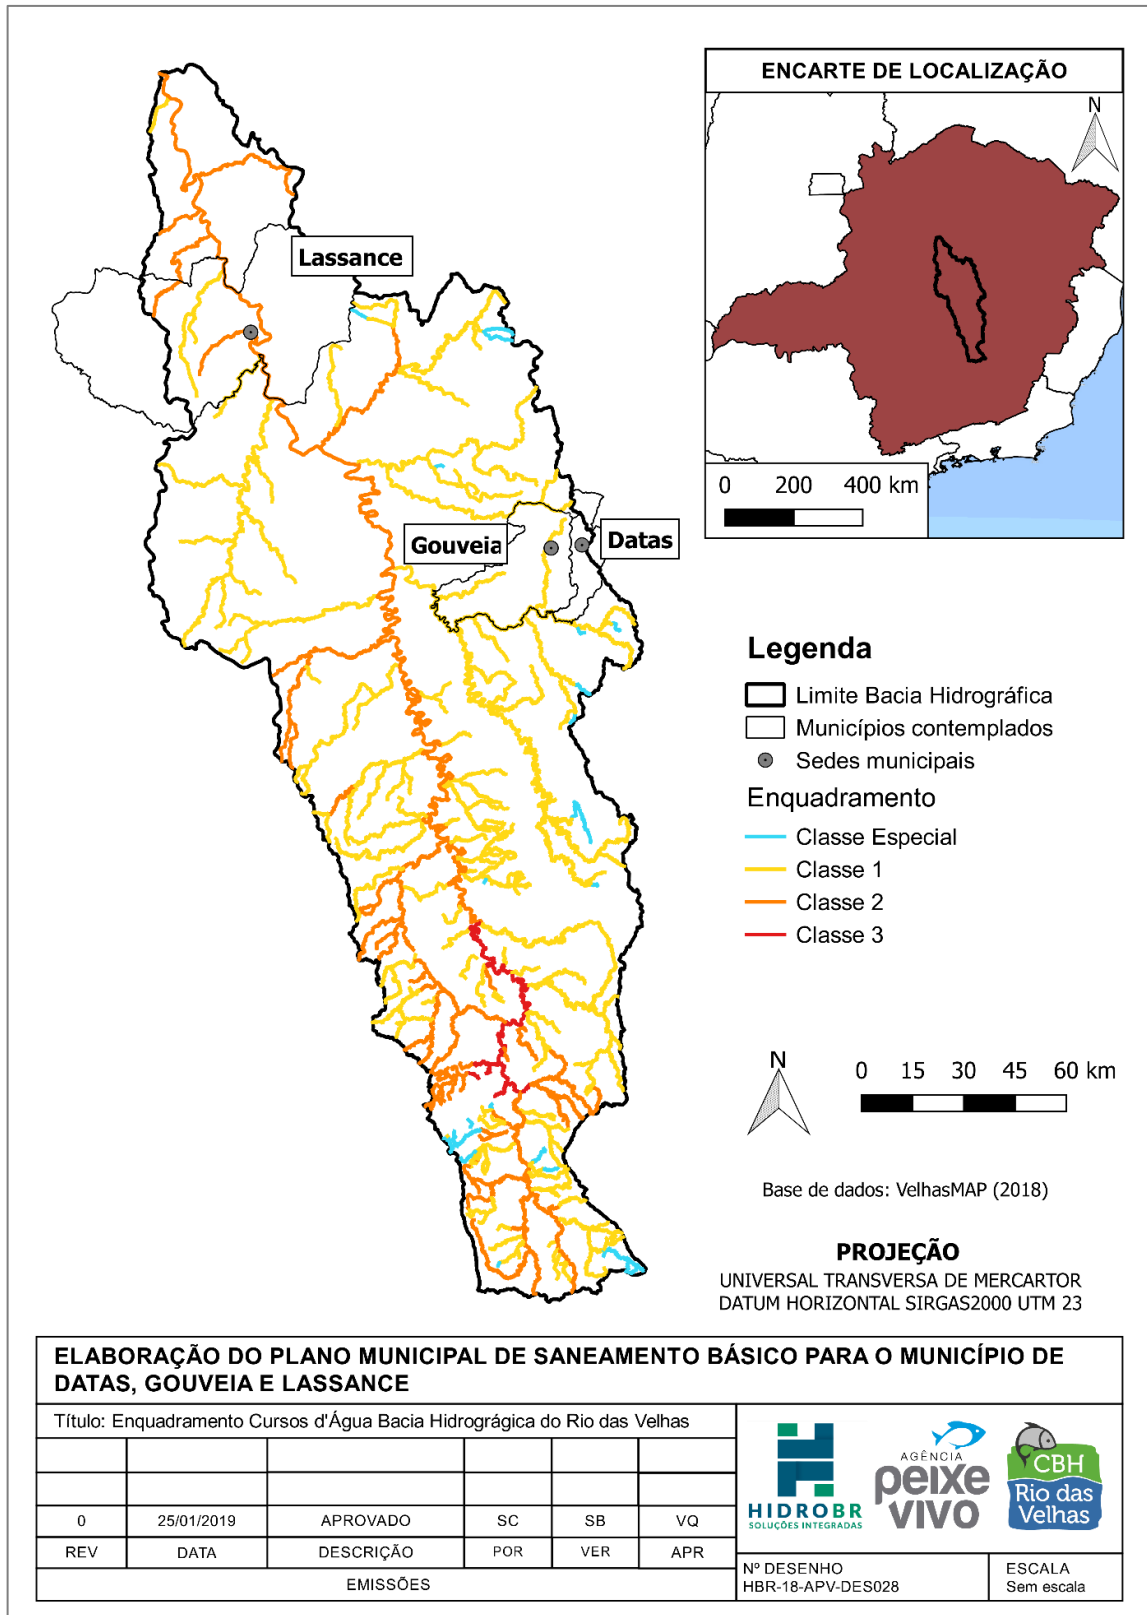 ENCARTE DE LOCALIZAÇÃO
N
0 200 400 km
Lassance
Gouveia
Datas
Legenda
Limite Bacia Hidrográfica
Municípios contemplados
Sedes municipais
Enquadramento
Classe Especial
Classe 1
Classe 2
Classe 3
N
0 15 30 45 60 km
Base de dados: VelhasMAP (2018)
PROJEÇÃO
UNIVERSAL TRANSVERSA DE MERCARTOR
DATUM HORIZONTAL SIRGAS2000 UTM 23
ELABORAÇÃO DO PLANO MUNICIPAL DE SANEAMENTO BÁSICO PARA O MUNICÍPIO DE
DATAS, GOUVEIA E LASSANCE
Título: Enquadramento Cursos d'Água Bacia Hidrográgica do Rio das Velhas
0 25/01/2019 APROVADO SC SB VQ
REV DATA DESCRIÇÃO POR VER APR
EMISSÕES
HIDROBR
SOLUÇÕES INTEGRADAS
AGÊNCIA
peixe
VIVO
CBH
Rio das
Velhas
Nº DESENHO
HBR-18-APV-DES028
ESCALA
Sem escala